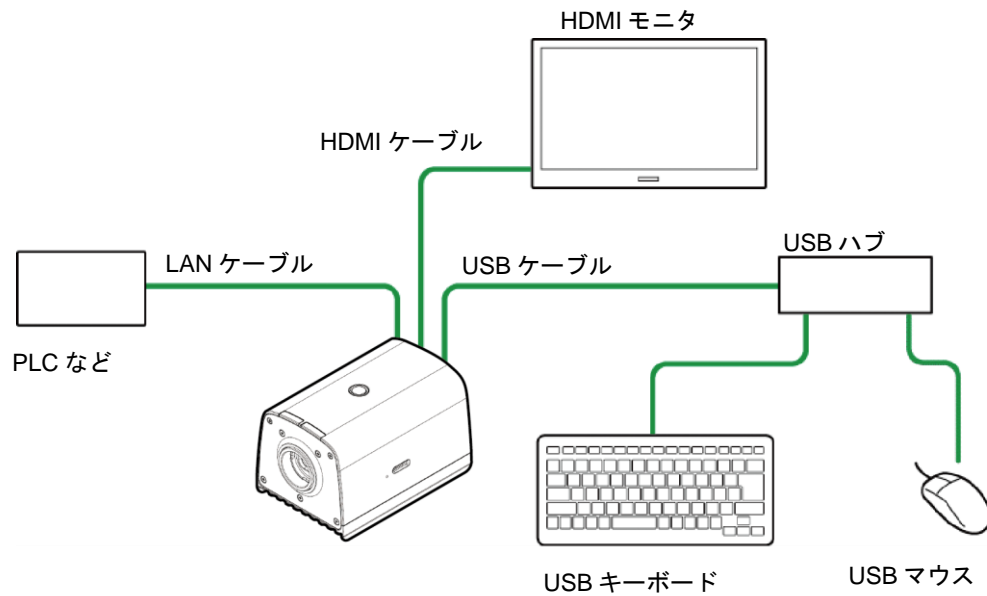 HDMI モニタ
HDMI ケーブル
USB ハブ
LAN ケーブル
USB ケーブル
PLC など
USB キーボード
USB マウス